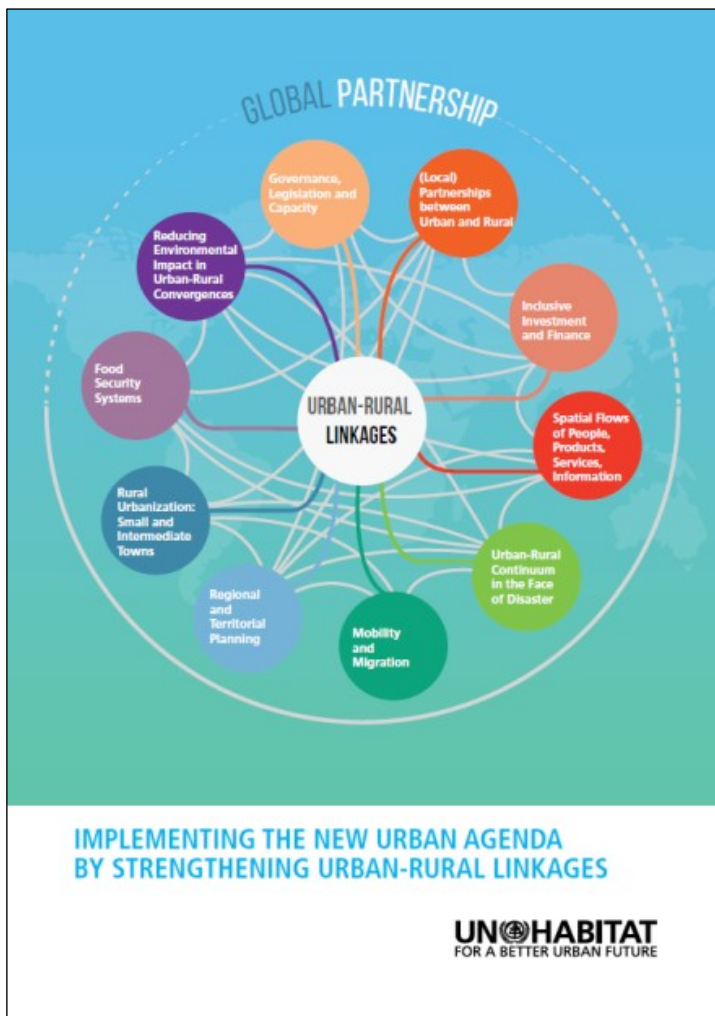 GLOBAL PARTNERSHIP
Governance,
Legislation and
Capacity
(Local)
Partnerships
between
Urban and Rural
Reducing
Environmental
Impact in
Urban-Rural
Convergences
Inclusive
Investment
and Finance
Food
Security
Systems
URBAN-RURAL
LINKAGES
Spatial Flows
of People,
Products,
Services,
Information
Rural
Urbanization:
Small and
Intermediate
Towns
Urban-Rural
Continuum
in the Face
of Disaster
Regional
and
Territorial
Planning
Mobility
and
Migration
IMPLEMENTING THE NEW URBAN AGENDA
BY STRENGTHENING URBAN-RURAL LINKAGES
UN HABITAT
FOR A BETTER URBAN FUTURE